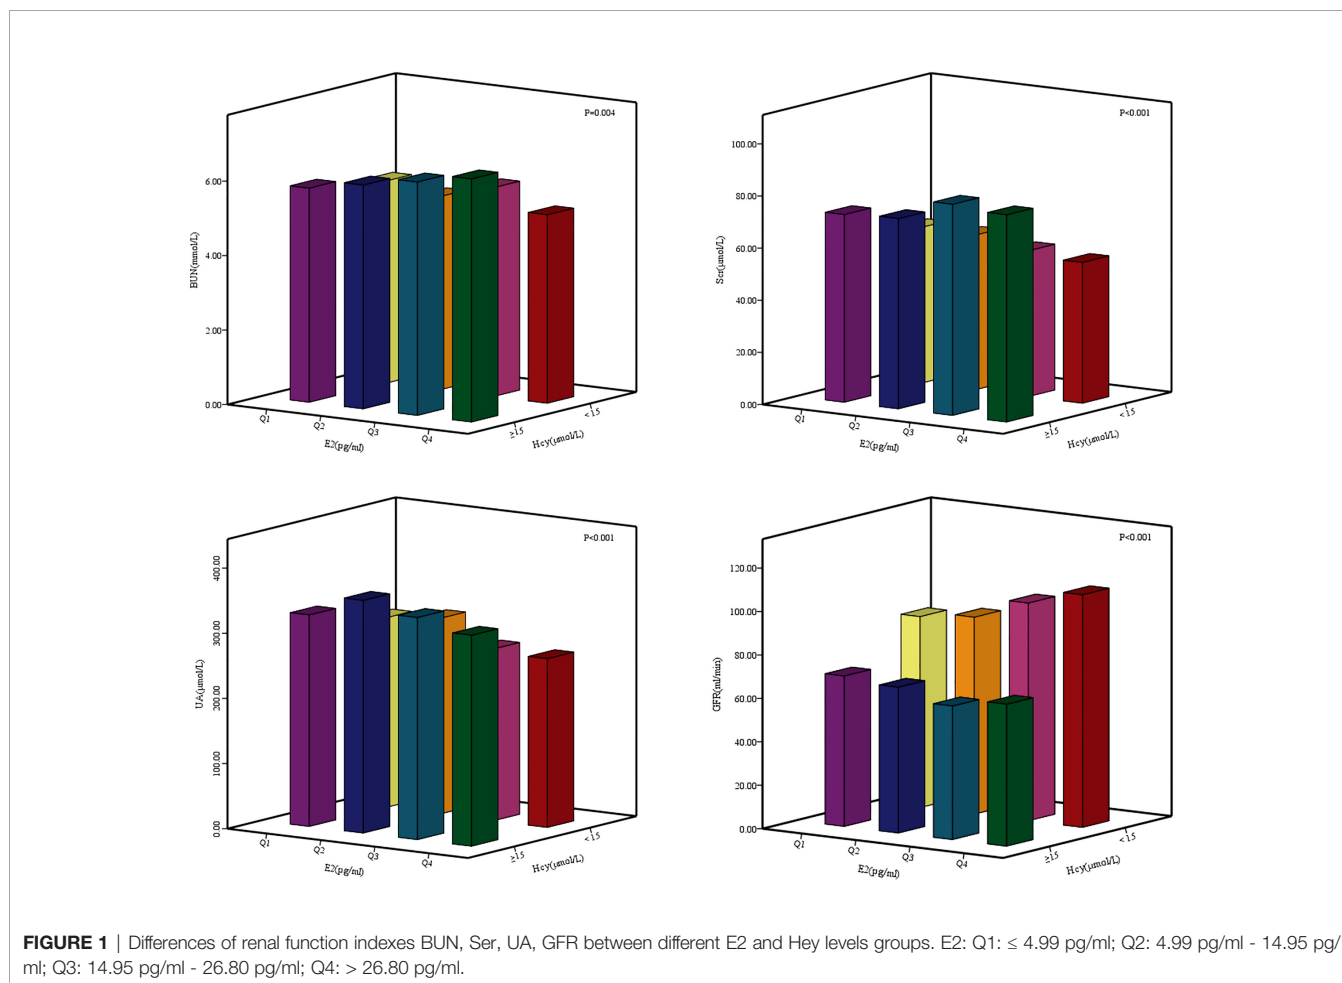 P=0.004
6.00
4.00
2.00
0.00
BUN(mmol/L)
Q1
Q2
Q3
Q4
E2(pg/ml)
≥15
<15
Hcy(μmol/L)
P<0.001
100.00
80.00
60.00
40.00
20.00
0.00
Scr(μmol/L)
Q1
Q2
Q3
Q4
E2(pg/ml)
≥15
<15
Hcy(μmol/L)
P<0.001
400.00
300.00
200.00
100.00
0.00
UA(μmol/L)
Q1
Q2
Q3
Q4
E2(pg/ml)
≥15
<15
Hcy(μmol/L)
P<0.001
120.00
100.00
80.00
60.00
40.00
20.00
0.00
GFR(ml/min)
Q1
Q2
Q3
Q4
E2(pg/ml)
≥15
<15
Hcy(μmol/L)
FIGURE 1 | Differences of renal function indexes BUN, Ser, UA, GFR between different E2 and Hey levels groups. E2: Q1: ≤ 4.99 pg/ml; Q2: 4.99 pg/ml - 14.95 pg/
ml; Q3: 14.95 pg/ml - 26.80 pg/ml; Q4: > 26.80 pg/ml.